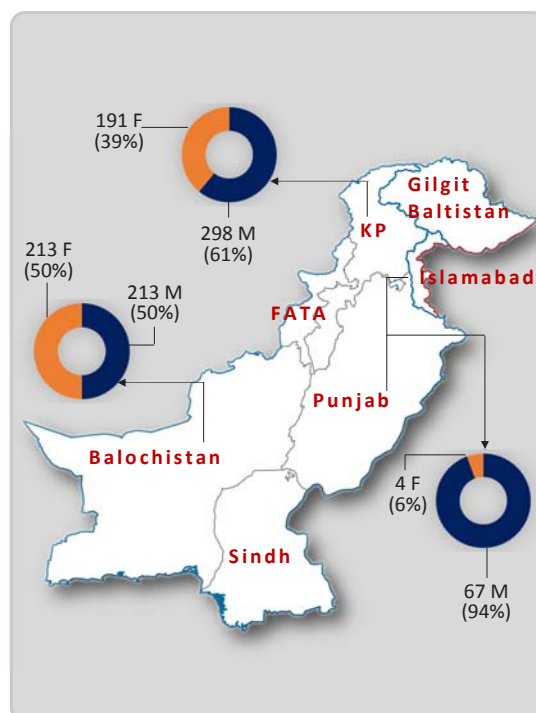 191 F
(39%)
298 M
(61%)
Gilgit
Baltistan
KP
Islamabad
213 F
(50%)
213 M
(50%)
FATA
Punjab
Balochistan
4 F
(6%)
Sindh
67 M
(94%)